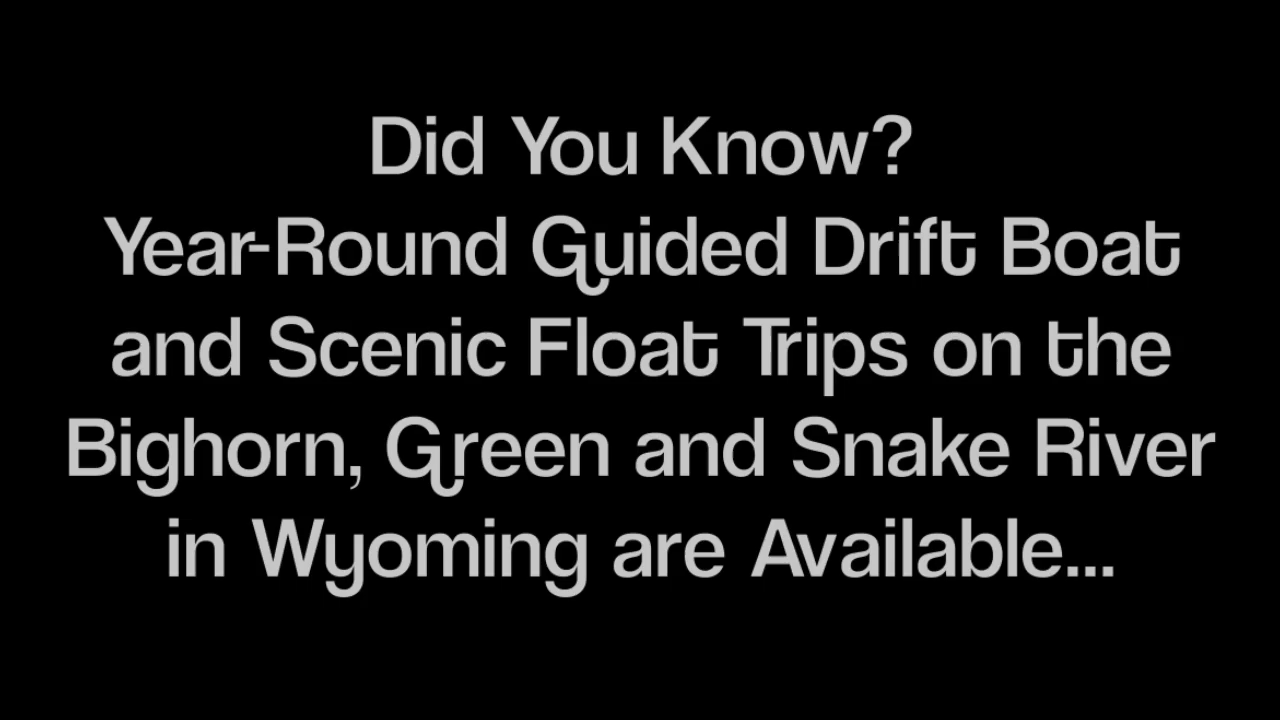 Did You Know?
Year-Round Guided Drift Boat
and Scenic Float Trips on the
Bighorn, Green and Snake River
in Wyoming are Available...